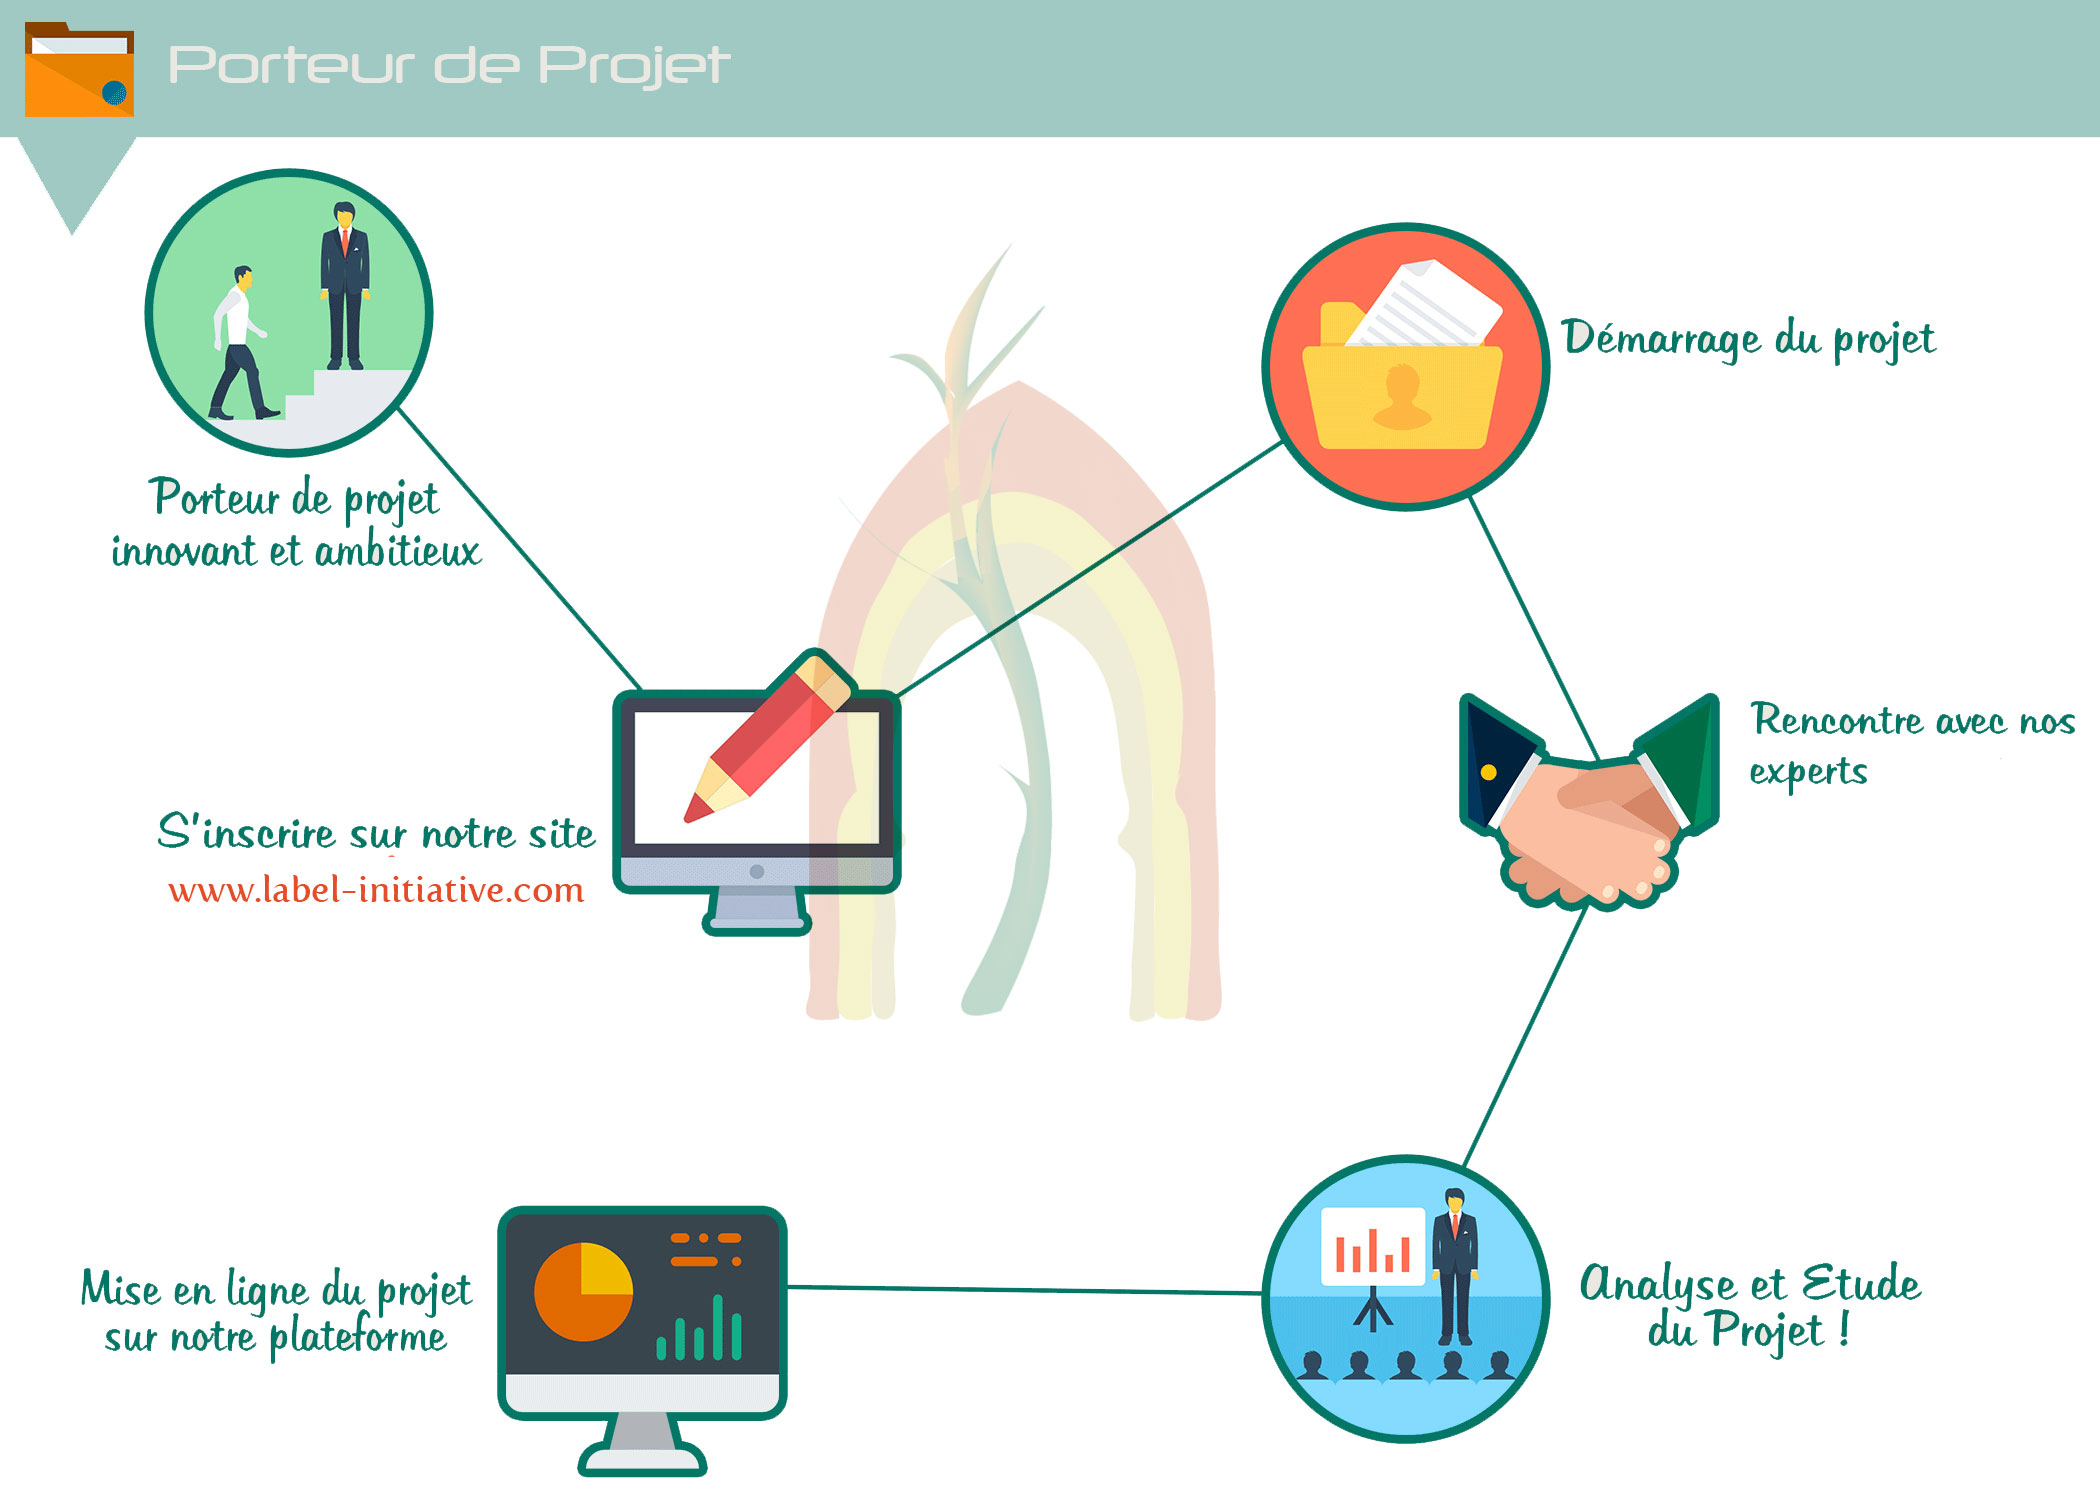 Porteur de Projet
Porteur de projet
innovant et ambitieux
S'inscrire sur notre site
www.label-initiative.com
Démarrage du projet
Rencontre avec nos
experts
Analyse et Etude
du Projet !
Mise en ligne du projet
sur notre plateforme